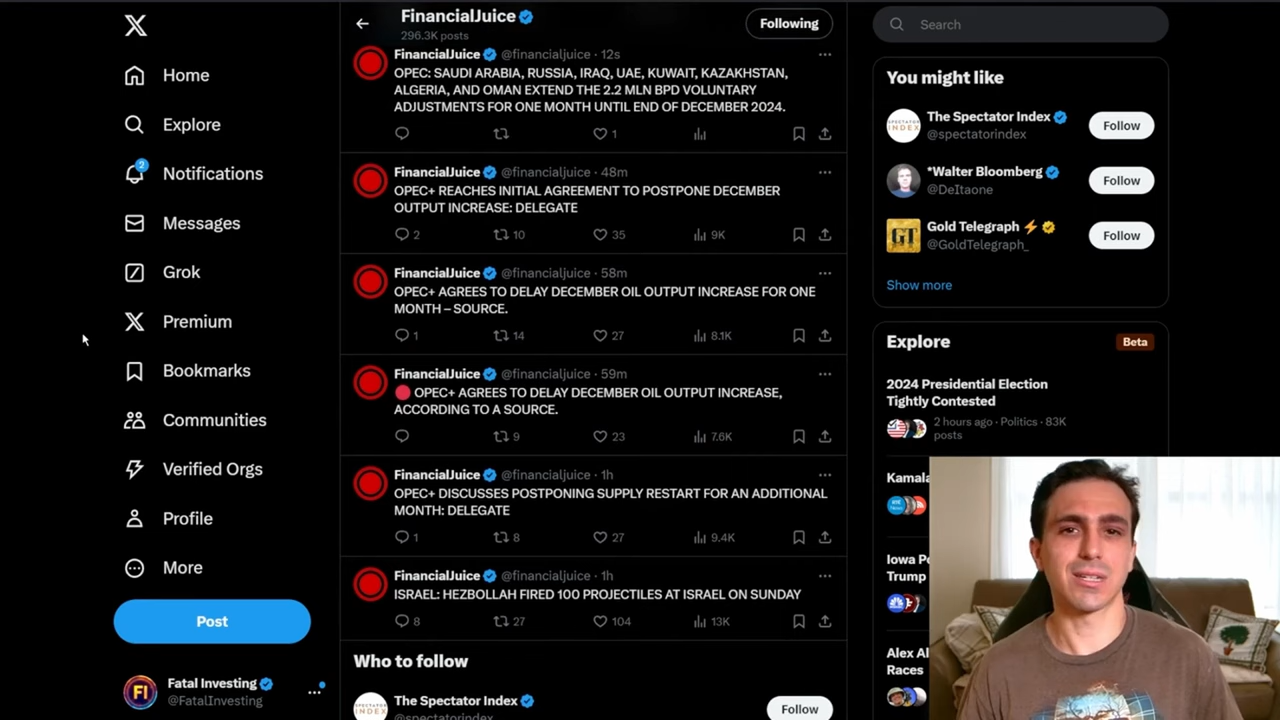 Home
Explore
Notifications
2
Messages
Grok
Premium
Bookmarks
Communities
Verified Orgs
Profile
More
Post
FI
Fatal Investing
@FatalInvesting
FinancialJuice
296.3K posts
Following
FinancialJuice @financialjuice · 12s
OPEC: SAUDI ARABIA, RUSSIA, IRAQ, UAE, KUWAIT, KAZAKHSTAN,
ALGERIA, AND OMAN EXTEND THE 2.2 MLN BPD VOLUNTARY
ADJUSTMENTS FOR ONE MONTH UNTIL END OF DECEMBER 2024.
1
FinancialJuice @financialjuice · 48m
OPEC+ REACHES INITIAL AGREEMENT TO POSTPONE DECEMBER
OUTPUT INCREASE: DELEGATE
2 10 35 9K
FinancialJuice @financialjuice · 58m
OPEC+ AGREES TO DELAY DECEMBER OIL OUTPUT INCREASE FOR ONE
MONTH – SOURCE.
1 14 27 8.1K
FinancialJuice @financialjuice · 59m
OPEC+ AGREES TO DELAY DECEMBER OIL OUTPUT INCREASE,
ACCORDING TO A SOURCE.
9 23 7.6K
FinancialJuice @financialjuice · 1h
OPEC+ DISCUSSES POSTPONING SUPPLY RESTART FOR AN ADDITIONAL
MONTH: DELEGATE
1 8 27 9.4K
FinancialJuice @financialjuice · 1h
ISRAEL: HEZBOLLAH FIRED 100 PROJECTILES AT ISRAEL ON SUNDAY
8 27 104 13K
Who to follow
The Spectator Index
@spectatorindex
Follow
Search
You might like
The Spectator Index
@spectatorindex
Follow
*Walter Bloomberg
@DeItaone
Follow
GT
Gold Telegraph
@GoldTelegraph_
Follow
Show more
Explore
Beta
2024 Presidential Election
Tightly Contested
2 hours ago · Politics · 83K
posts
Kamala
Iowa P
Trump
Alex Al
Races